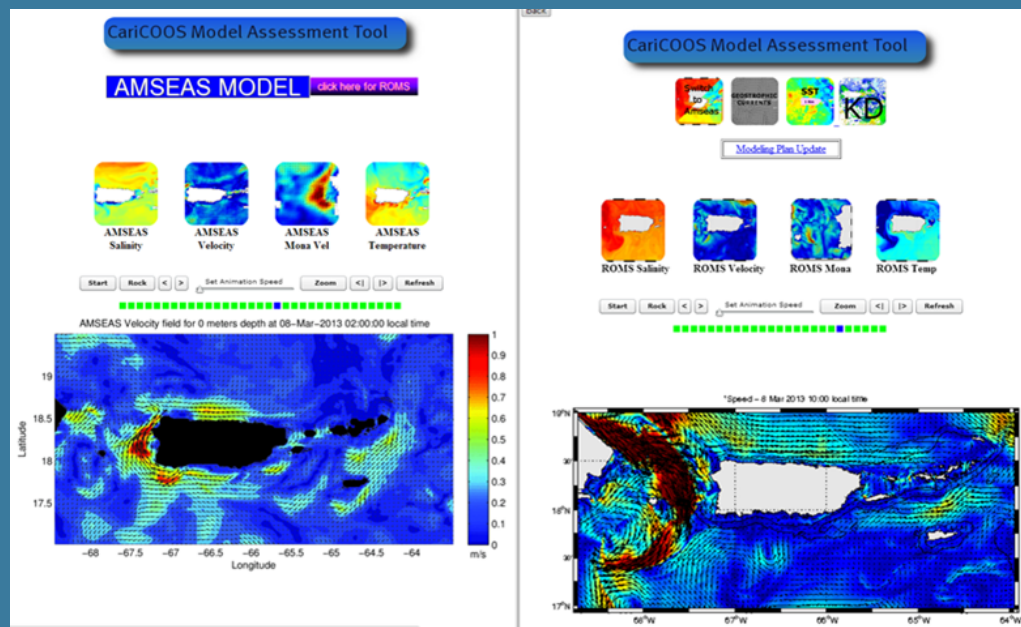 CariCOOS Model Assessment Tool
AMSEAS MODEL click here for ROMS
AMSEAS Salinity
AMSEAS Velocity
AMSEAS Mona Vel
AMSEAS Temperature
Start Rock < > Set Animation Speed Zoom <| |> Refresh
AMSEAS Velocity field for 0 meters depth at 08-Mar-2013 02:00:00 local time
1
0.9
0.8
0.7
0.6
0.5
0.4
0.3
0.2
0.1
0
m/s
19
18.5
18
17.5
Latitude
-68 -67.5 -67 -66.5 -66 -65.5 -65 -64.5 -64
Longitude
Back
CariCOOS Model Assessment Tool
Switch to Amseas
GEOSTROPHIC CURRENTS
SST
KD
Modeling Plan Update
ROMS Salinity ROMS Velocity ROMS Mona ROMS Temp
Start Rock < > Set Animation Speed Zoom <| |> Refresh
"Speed - 8 Mar 2013 10:00 local time
19°N
30'
18°N
30'
17°N
68°W 67°W 66°W 65°W 64°W